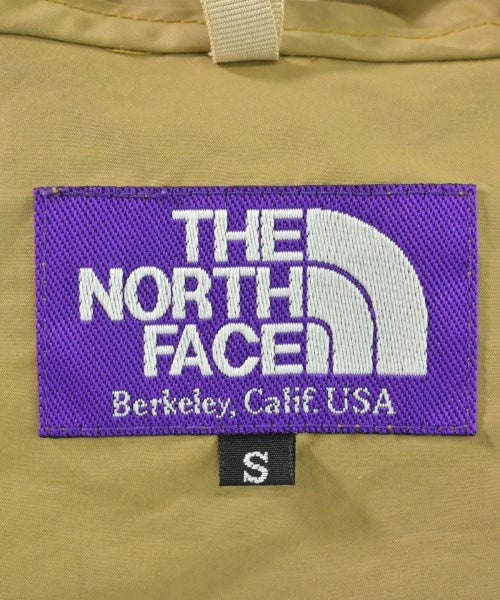 THE
NORTH
FACE
Berkeley, Calif. USA
S